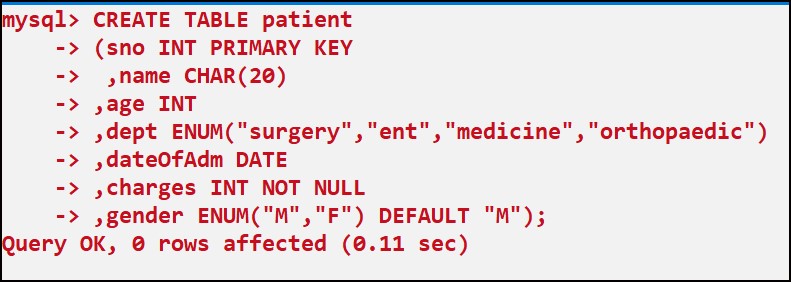 mysql> CREATE TABLE patient
-> (sno INT PRIMARY KEY
-> ,name CHAR(20)
-> ,age INT
-> ,dept ENUM("surgery","ent","medicine","orthopaedic")
-> ,dateOfAdm DATE
-> ,charges INT NOT NULL
-> ,gender ENUM("M","F") DEFAULT "M");
Query OK, 0 rows affected (0.11 sec)